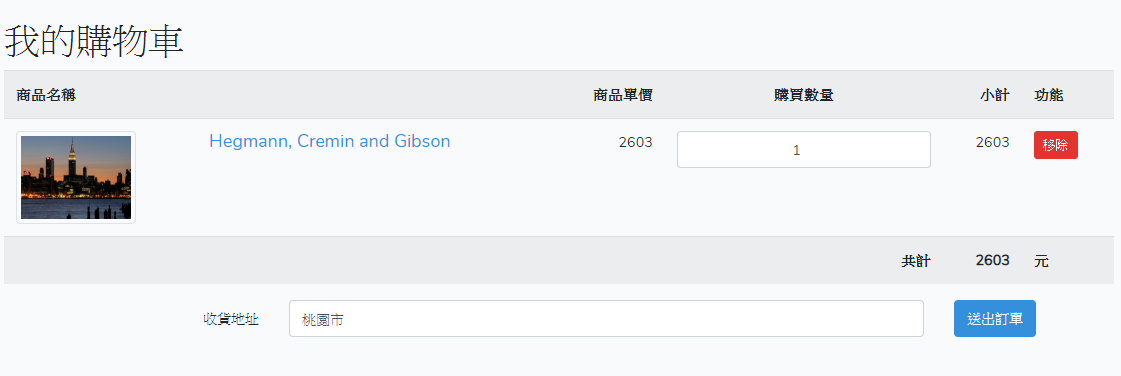 我的購物車
商品名稱 商品單價 購買數量 小計 功能
Hegmann, Cremin and Gibson 2603 1 2603 移除
共計 2603 元
收貨地址 桃園市 送出訂單